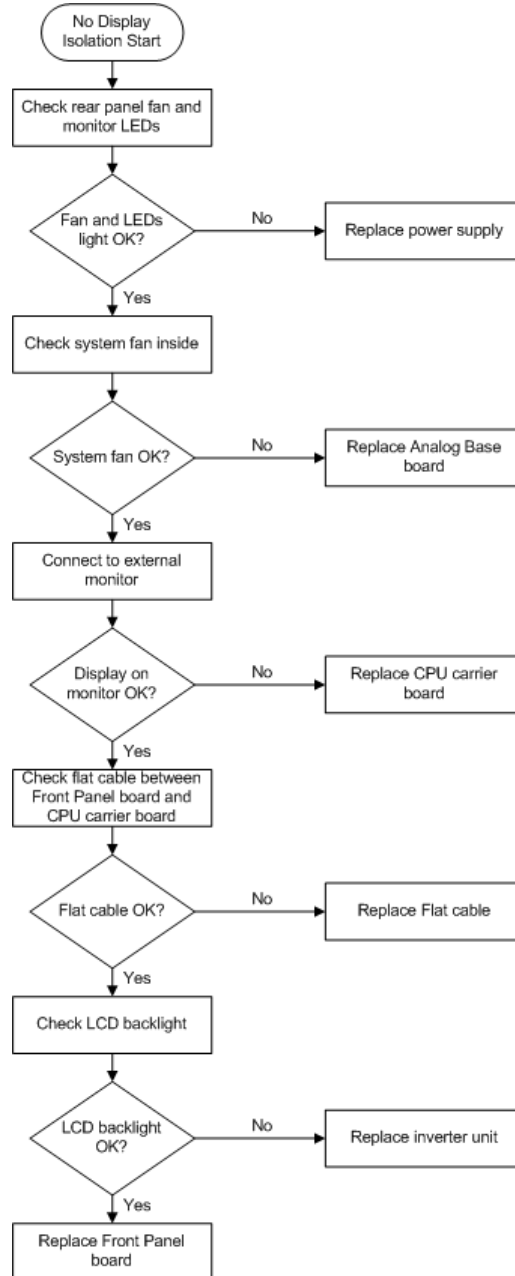 No Display
Isolation Start
Check rear panel fan and
monitor LEDs
Fan and LEDs
light OK?
No
Replace power supply
Yes
Check system fan inside
System fan OK?
No
Replace Analog Base
board
Yes
Connect to external
monitor
Display on
monitor OK?
No
Replace CPU carrier
board
Yes
Check flat cable between
Front Panel board and
CPU carrier board
Flat cable OK?
No
Replace Flat cable
Yes
Check LCD backlight
LCD backlight
OK?
No
Replace inverter unit
Yes
Replace Front Panel
board